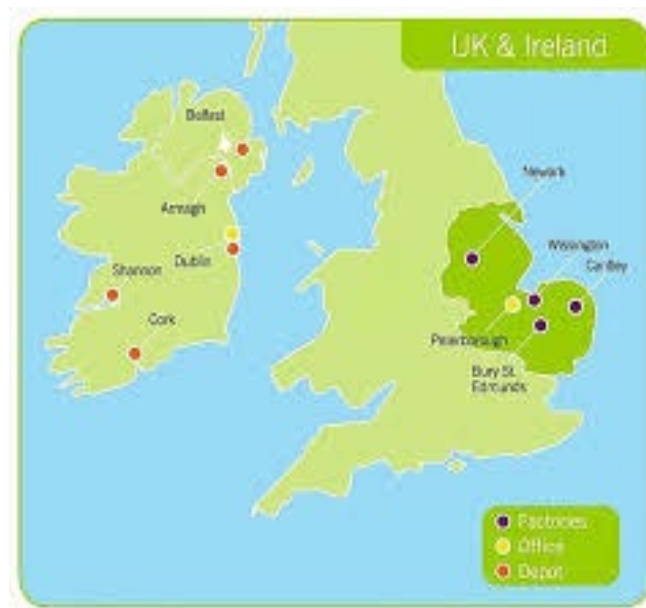 UK & Ireland
Belfast
Newark
Armagh
Wissington
Cantley
Shannon
Dublin
Cork
Peterborough
Bury St.
Edmunds
Factories
Office
Depot